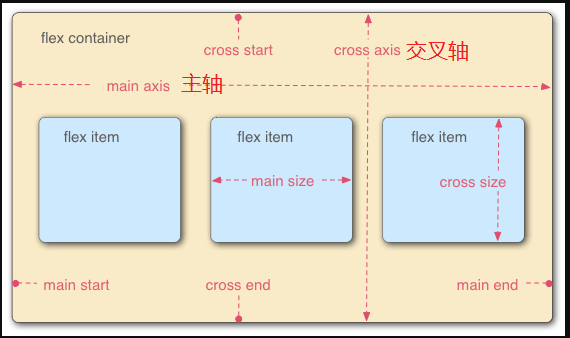 flex container
cross start
cross axis 交叉轴
main axis 主轴
flex item
flex item
flex item
main size
cross size
main start
cross end
main end